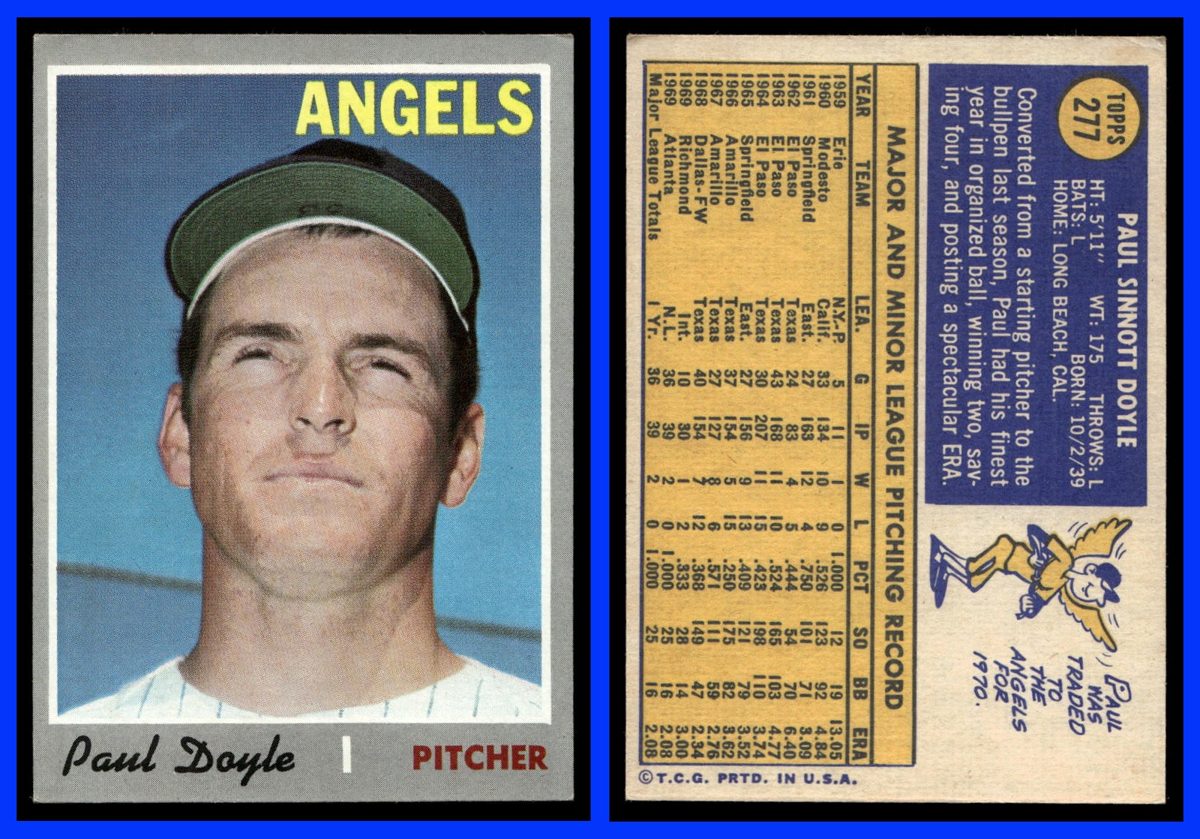 ANGELS
Paul Doyle
PITCHER
TOPPS
277
PAUL SINNOTT DOYLE
HT: 5'11" WT: 175 THROWS: L
BATS: L BORN: 10/2/39
HOME: LONG BEACH, CAL.
Converted from a starting pitcher to the
bullpen last season, Paul had his finest
year in organized ball, winning two, sav-
ing four, and posting a spectacular ERA.
PAUL
WAS
TRADED
TO
THE
ANGELS
FOR
1970.
MAJOR AND MINOR LEAGUE PITCHING RECORD
YEAR TEAM LEA. G IP W L PCT SO BB ERA
1959 Erie N.Y.-P. 5 11 1 0 1.000 12 19 13.05
1960 Modesto Calif. 33 134 10 9 .526 123 92 4.84
1961 Springfield East. 27 163 12 4 .750 101 71 3.09
1962 El Paso Texas 24 83 4 5 .444 54 70 6.40
1963 El Paso Texas 43 168 11 10 .524 165 103 4.77
1964 El Paso Texas 30 207 11 15 .423 198 110 3.74
1965 Springfield East. 27 156 9 13 .409 121 79 3.52
1966 Amarillo Texas 37 154 5 15 .250 175 82 3.62
1967 Amarillo Texas 27 127 8 6 .571 111 59 2.76
1968 Dallas-FW Texas 40 154 7 12 .368 149 47 2.34
1969 Richmond Int. 10 30 1 2 .333 28 14 3.00
1969 Atlanta N.L. 36 39 2 0 1.000 25 16 2.08
Major League Totals 1 Yr. 36 39 2 0 1.000 25 16 2.08
© T.C.G. PRTD. IN U.S.A.